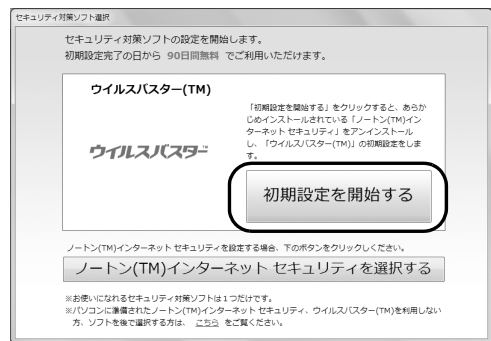 セキュリティ対策ソフト選択
セキュリティ対策ソフトの設定を開始します。
初期設定完了の日から 90日間無料 でご利用いただけます。
ウイルスバスター(TM)
「初期設定を開始する」をクリックすると、あらか
じめインストールされている「ノートン(TM)イン
ターネット セキュリティ」をアンインストール
し、「ウイルスバスター(TM)」の初期設定をしま
す。
ウイルスバスター™
初期設定を開始する
ノートン(TM)インターネット セキュリティを設定する場合、下のボタンをクリックしください。
ノートン(TM)インターネット セキュリティを選択する
※お使いになれるセキュリティ対策ソフトは１つだけです。
※パソコンに準備されたノートン(TM)インターネット セキュリティ、ウイルスバスター(TM)を利用しない
方、ソフトを後で選択する方は、 こちら をご覧ください。